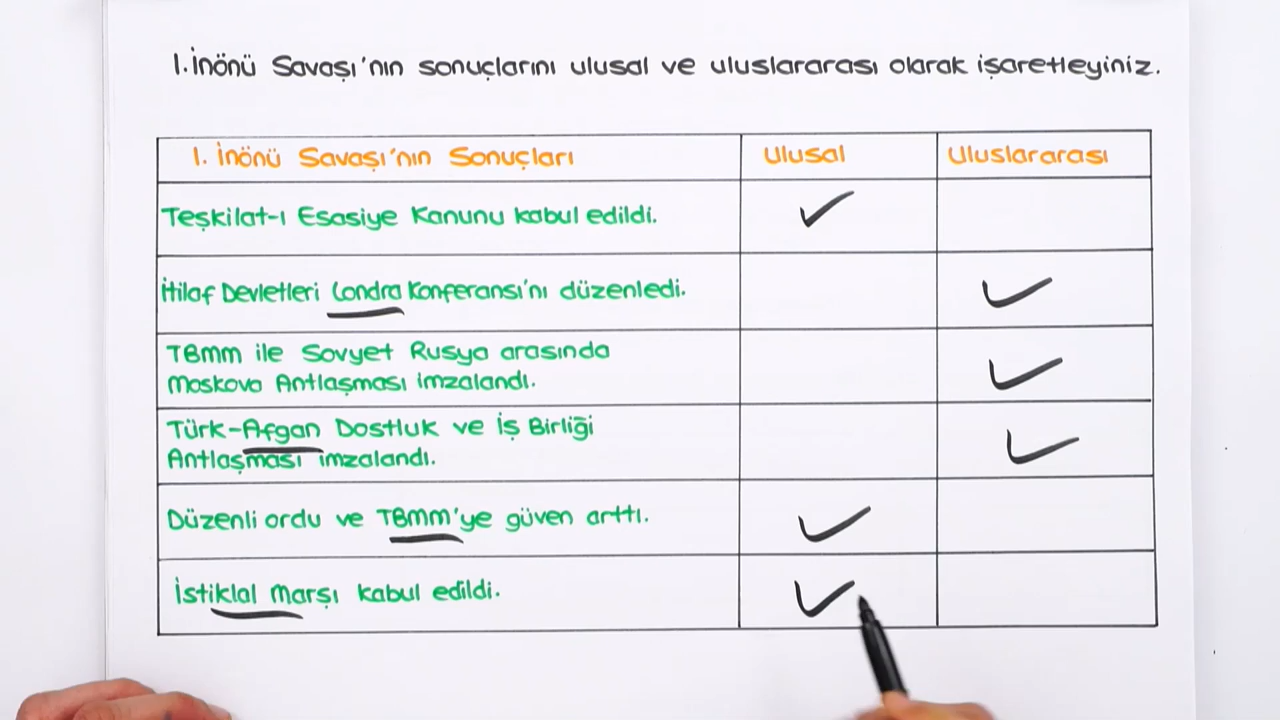 1. İnönü Savaşı'nın sonuçlarını ulusal ve uluslararası olarak işaretleyiniz.
1. İnönü Savaşı'nın Sonuçları Ulusal Uluslararası
Teşkilat-ı Esasiye Kanunu kabul edildi.
İtilaf Devletleri Londra Konferansı'nı düzenledi.
TBMM ile Sovyet Rusya arasında
Moskova Antlaşması imzalandı.
Türk-Afgan Dostluk ve İş Birliği
Antlaşması imzalandı.
Düzenli ordu ve TBMM'ye güven arttı.
İstiklal Marşı kabul edildi.